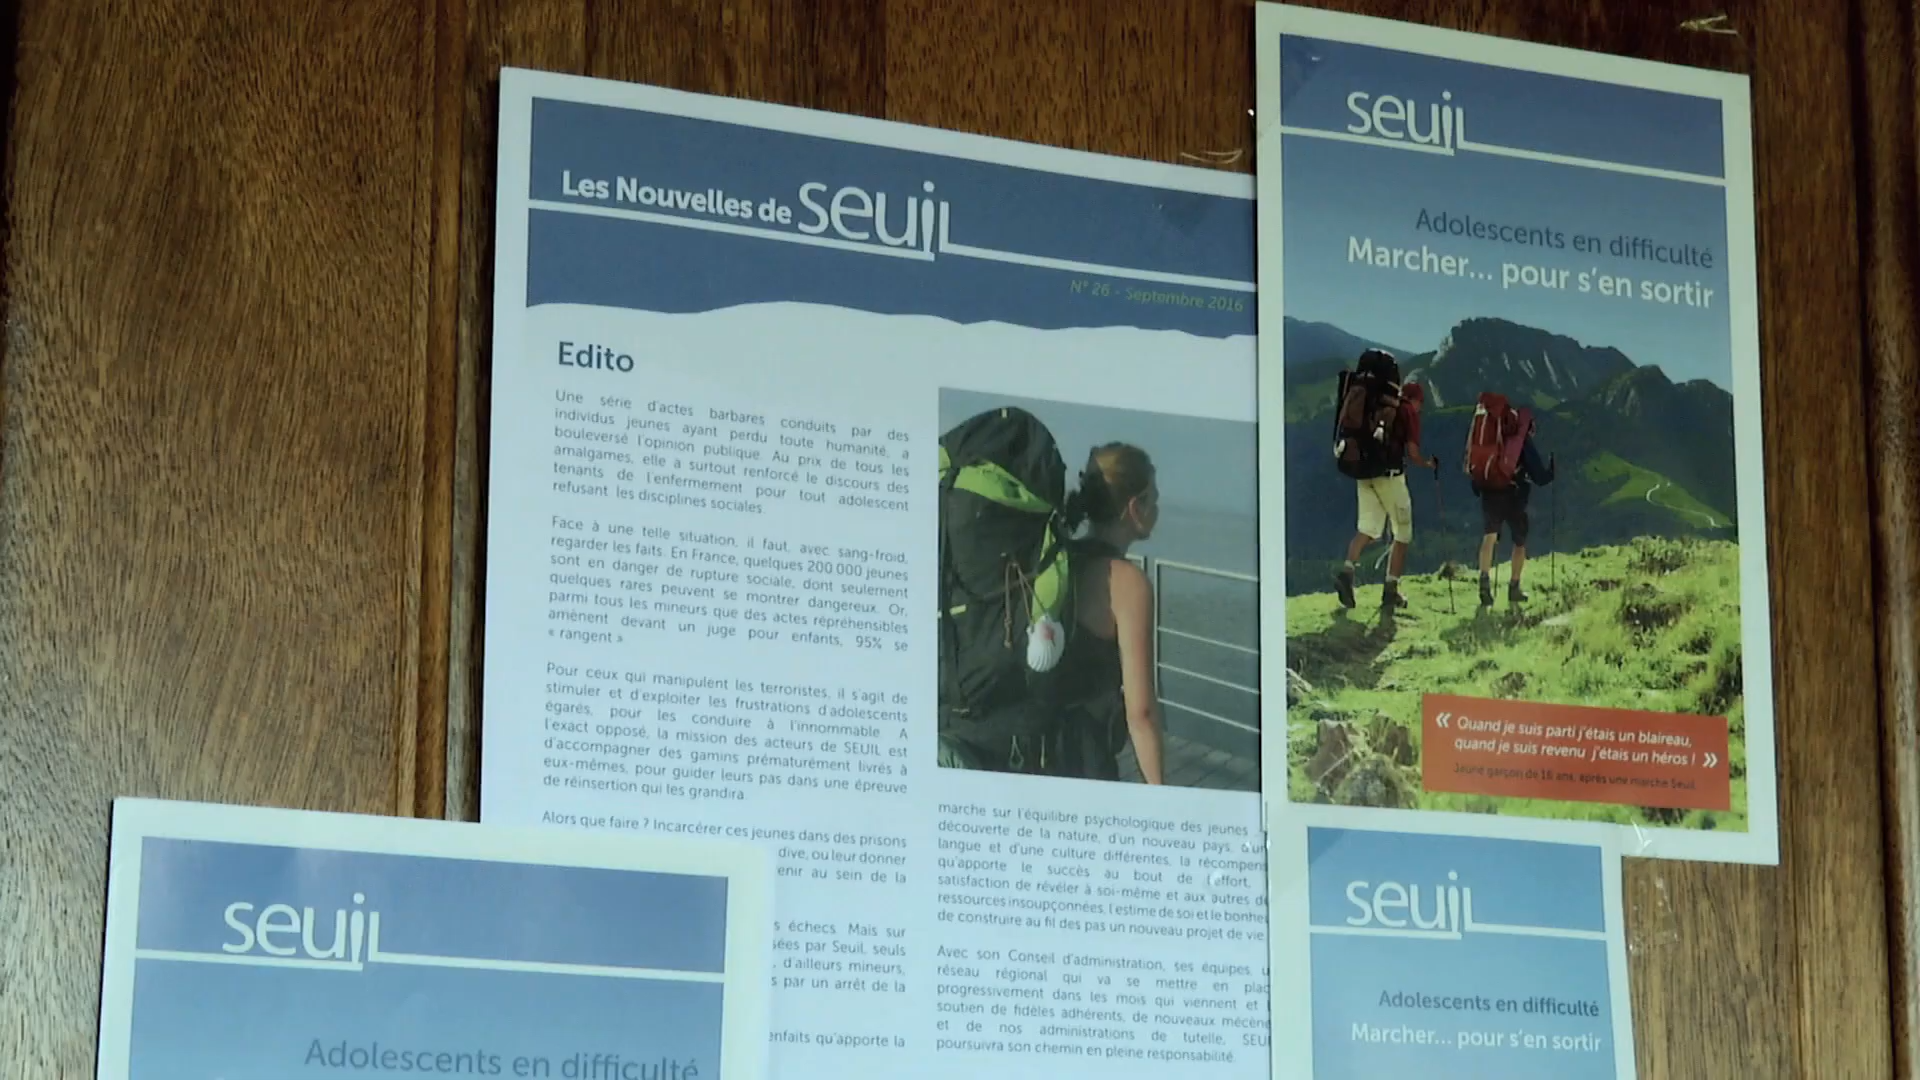 Les Nouvelles de seuil
N° 26 - Septembre 2016
Edito
Une série d'actes barbares conduits par des
individus jeunes ayant perdu toute humanité, a
bouleversé l'opinion publique. Au prix de tous les
amalgames, elle a surtout renforcé le discours des
tenants de l'enfermement pour tout adolescent
refusant les disciplines sociales.
Face à une telle situation, il faut, avec sang-froid,
regarder les faits. En France, quelques 200 000 jeunes
sont en danger de rupture sociale, dont seulement
quelques rares peuvent se montrer dangereux. Or,
parmi tous les mineurs que des actes répréhensibles
amènent devant un juge pour enfants, 95% se
« rangent »
Pour ceux qui manipulent les terroristes, il s'agit de
stimuler et d'exploiter les frustrations d'adolescents
égarés, pour les conduire à l'innommable. A
l'exact opposé, la mission des acteurs de SEUIL est
d'accompagner des gamins prématurément livrés à
eux-mêmes, pour guider leurs pas dans une épreuve
de réinsertion qui les grandira.
Alors que faire ? Incarcérer ces jeunes dans des prisons
ou leur donner
au sein de la
échecs. Mais sur
par Seuil, seuls
d'ailleurs mineurs,
par un arrêt de la
qu'apporte la
marche sur l'équilibre psychologique des jeunes
découverte de la nature, d'un nouveau pays,
langue et d'une culture différentes, la
qu'apporte le succès au bout de l'effort,
satisfaction de révéler à soi-même et aux autres
ressources insoupçonnées, l'estime de soi et le
de construire au fil des pas un nouveau projet de vie
Avec son Conseil d'administration, ses équipes,
réseau régional qui va se mettre en
progressivement dans les mois qui viennent et
soutien de fidèles adhérents, de nouveaux
et de nos administrations de tutelle,
poursuivra son chemin en pleine responsabilité.
seuil
Adolescents en difficulté
Marcher... pour s'en sortir
« Quand je suis parti j'étais un blaireau,
quand je suis revenu j'étais un héros ! »
Jeune garçon de 16 ans, après une marche Seuil
seuil
Adolescents en difficulté
seuil
Adolescents en difficulté
Marcher... pour s'en sortir